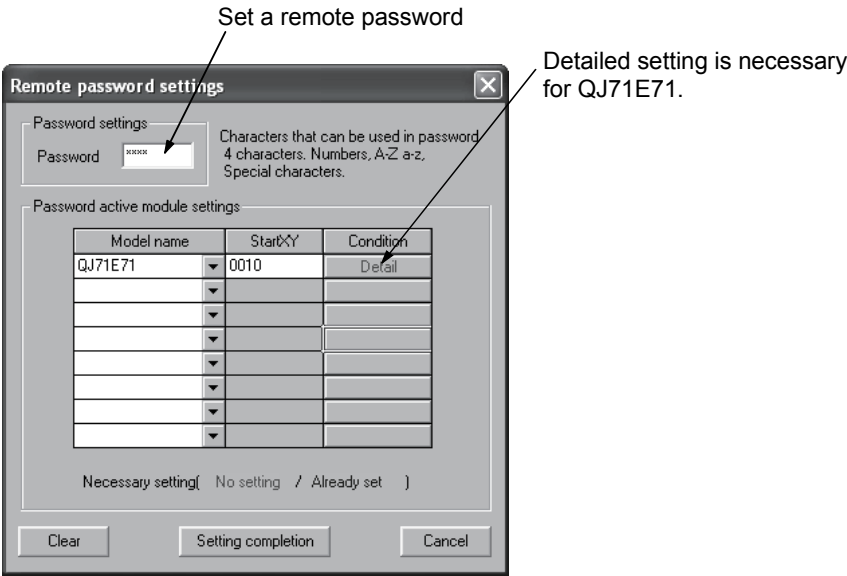 Set a remote password
Detailed setting is necessary
for QJ71E71.
Remote password settings
Password settings
Password
××××
Characters that can be used in password
4 characters. Numbers, A-Z a-z,
Special characters.
Password active module settings
Model name StartXY Condition
QJ71E71 0010 Detail
Necessary setting( No setting / Already set )
Clear Setting completion Cancel